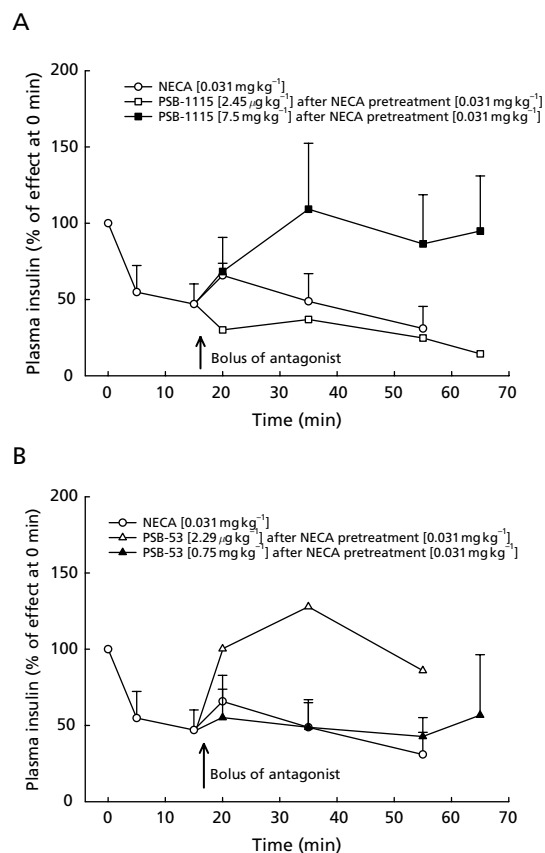 A
200
150
100
50
0
Plasma insulin (% of effect at 0 min)
NECA [0.031 mg kg⁻¹]
PSB-1115 [2.45 μg kg⁻¹] after NECA pretreatment [0.031 mg kg⁻¹]
PSB-1115 [7.5 mg kg⁻¹] after NECA pretreatment [0.031 mg kg⁻¹]
Bolus of antagonist
0 10 20 30 40 50 60 70
Time (min)
B
200
150
100
50
0
Plasma insulin (% of effect at 0 min)
NECA [0.031 mg kg⁻¹]
PSB-53 [2.29 μg kg⁻¹] after NECA pretreatment [0.031 mg kg⁻¹]
PSB-53 [0.75 mg kg⁻¹] after NECA pretreatment [0.031 mg kg⁻¹]
Bolus of antagonist
0 10 20 30 40 50 60 70
Time (min)